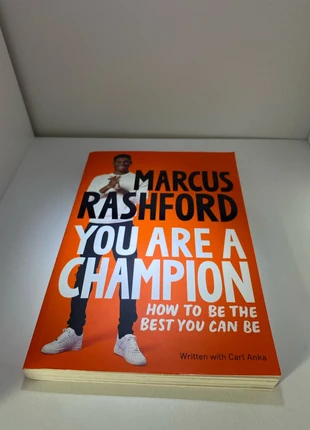 MARCUS
RASHFORD
YOU ARE A
CHAMPION
HOW TO BE THE
BEST YOU CAN BE
Written with Carl Anka